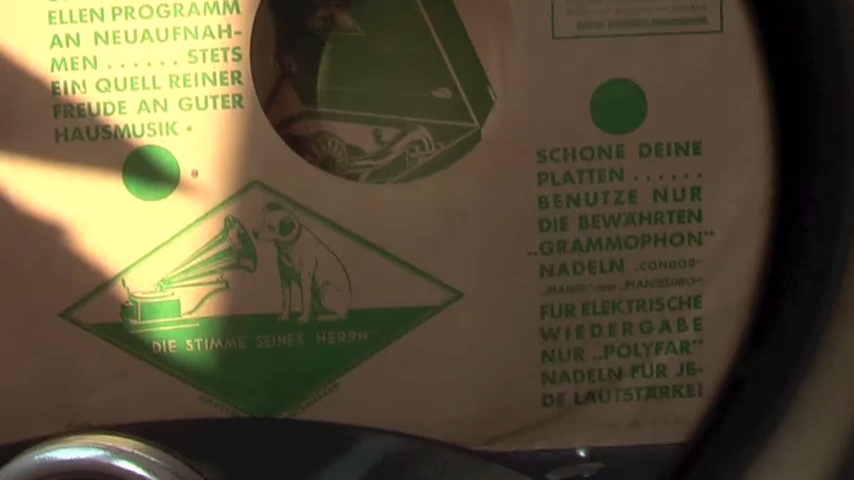 ELLEN PROGRAMM
AN NEUAUFNAH-
MEN ...... STETS
EIN QUELL REINER
FREUDE AN GUTER
HAUSMUSIK •
DIE STIMME SEINES HERRN"
SCHONE DEINE
PLATTEN ......
BENUTZE NUR
DIE BEWÄHRTEN
„GRAMMOPHON"
NADELN „CONDOR"-
FÜR ELEKTRISCHE
WIEDERGABE
NUR „POLYFAR"
NADELN FÜR JE-
DE LAUTSTÄRKE!